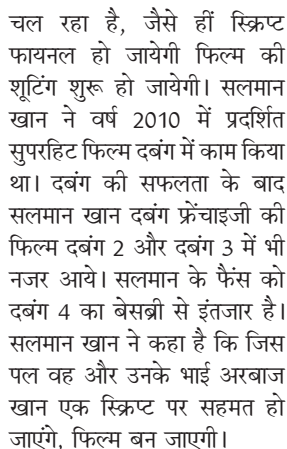 चल रहा है, जैसे हीं स्क्रिप्ट
फायनल हो जायेगी फिल्म की
शूटिंग शुरू हो जायेगी। सलमान
खान ने वर्ष 2010 में प्रदर्शित
सुपरहिट फिल्म दबंग में काम किया
था। दबंग की सफलता के बाद
सलमान खान दबंग फ्रेंचाइजी की
फिल्म दबंग 2 और दबंग 3 में भी
नजर आये। सलमान के फैंस को
दबंग 4 का बेसब्री से इंतजार है।
सलमान खान ने कहा है कि जिस
पल वह और उनके भाई अरबाज
खान एक स्क्रिप्ट पर सहमत हो
जाएंगे, फिल्म बन जाएगी।